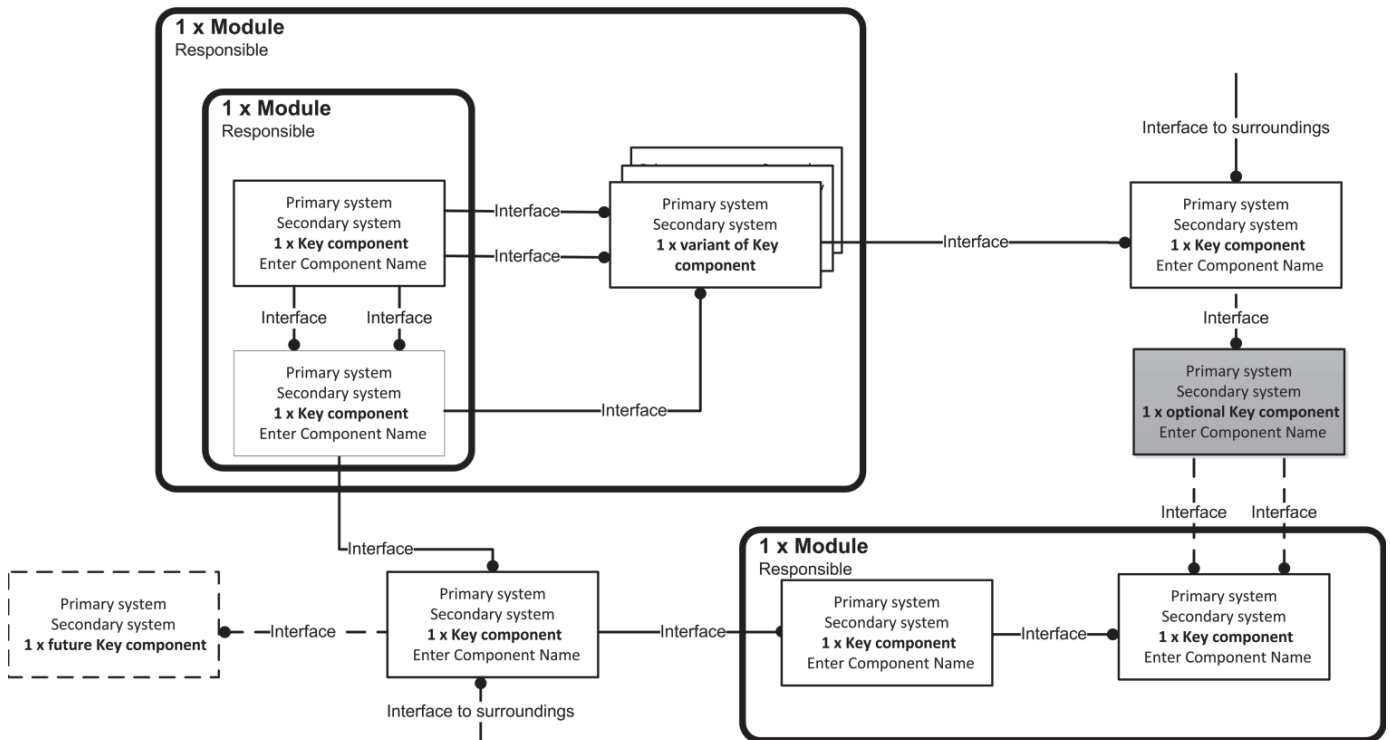 1 x Module
Responsible
1 x Module
Responsible
Primary system
Secondary system
1 x Key component
Enter Component Name
Interface
Interface
Primary system
Secondary system
1 x variant of Key
component
Interface
Interface to surroundings
Primary system
Secondary system
1 x Key component
Enter Component Name
Interface
Interface
Interface
Primary system
Secondary system
1 x Key component
Enter Component Name
Interface
Primary system
Secondary system
1 x optional Key component
Enter Component Name
Interface
Interface
Interface
1 x Module
Responsible
Primary system
Secondary system
1 x future Key component
Interface
Primary system
Secondary system
1 x Key component
Enter Component Name
Interface
Primary system
Secondary system
1 x Key component
Enter Component Name
Interface
Primary system
Secondary system
1 x Key component
Enter Component Name
Interface to surroundings